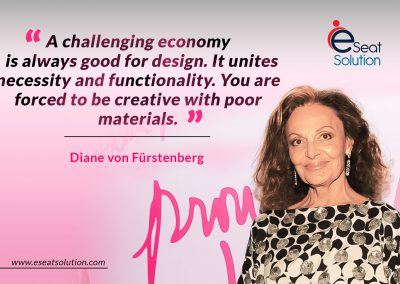 “ A challenging economy
is always good for design. It unites
necessity and functionality. You are
forced to be creative with poor
materials. ”
Diane von Fürstenberg
eSeat
Solution
www.eseatsolution.com